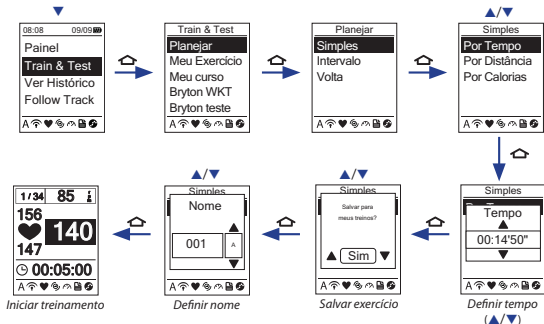 08:08 09/09
Painel
Train & Test
Ver Histórico
Follow Track
A
Train & Test
Planejar
Meu Exercício
Meu curso
Bryton WKT
Bryton teste
A
Planejar
Simples
Intervalo
Volta
A
▲/▼
Simples
Por Tempo
Por Distância
Por Calorias
A
1/34 85
156
140
147
00:05:00
A
Iniciar treinamento
▲/▼
Simples
Nome
001 A
A
Definir nome
▲/▼
Simples
Salvar para
meus treinos?
Sim
A
Salvar exercício
Simples
Tempo
00:14'50"
A
Definir tempo
(▲/▼)